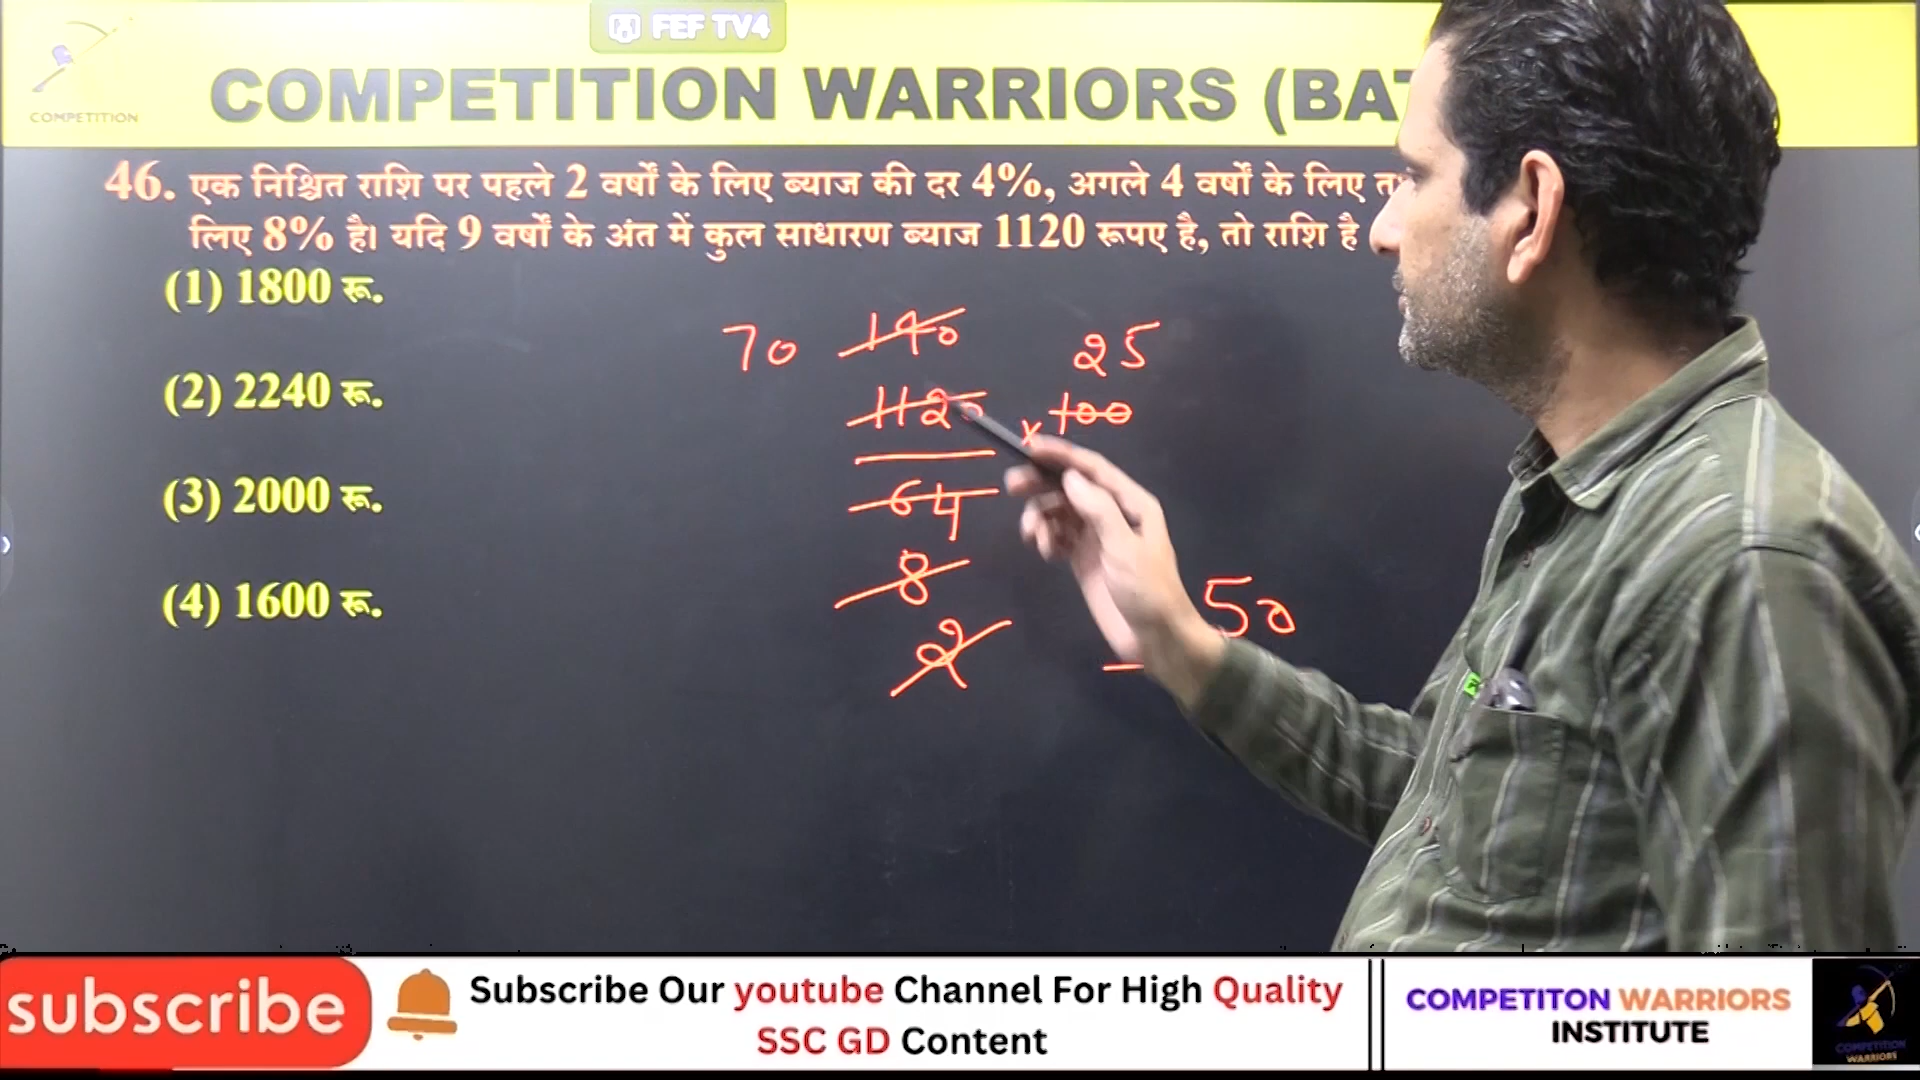 FEF TV4
COMPETITION WARRIORS (BAT
COMPETITION
46. एक निश्चित राशि पर पहले 2 वर्षों के लिए ब्याज की दर 4%, अगले 4 वर्षों के लिए
लिए 8% है। यदि 9 वर्षों के अंत में कुल साधारण ब्याज 1120 रूपए है, तो राशि है
(1) 1800 रू.
(2) 2240 रू.
(3) 2000 रू.
(4) 1600 रू.
70 140 25
1120 x 100
64
8
2
50
subscribe
Subscribe Our youtube Channel For High Quality
SSC GD Content
COMPETITON WARRIORS
INSTITUTE
COMPETITION
WARRIORS